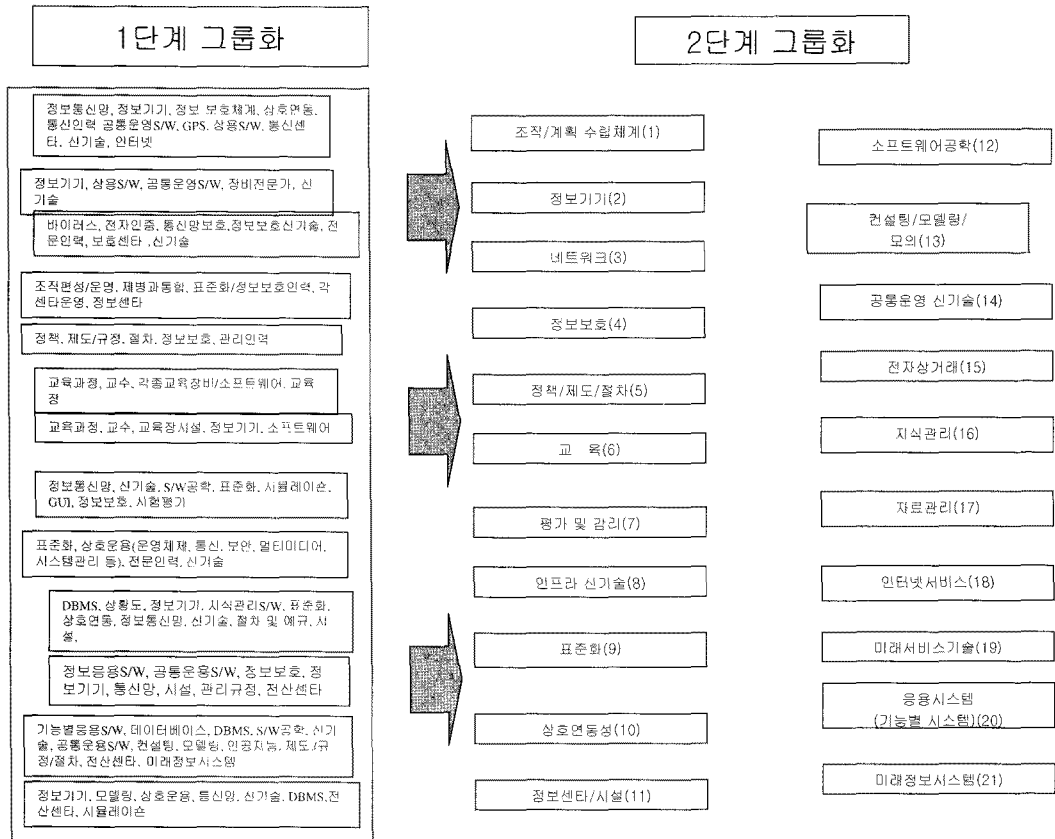 1단계 그룹화
2단계 그룹화
정보통신망, 정보기기, 정보 보호체계, 상호연동,
통신인력 공통운영S/W, GPS, 상용S/W, 통신센
타, 신기술, 인터넷
정보기기, 상용S/W, 공통운영S/W, 장비전문가, 신
기술
바이러스, 전자인증, 통신망보호,정보보호신기술, 전
문인력, 보호센타 ,신기술
조직편성/운영, 제병과통합, 표준화/정보보호인력, 각
센타운영, 정보센타
정책, 제도/규정, 절차, 정보보호, 관리인력
교육과정, 교수, 각종교육장비/소프트웨어, 교육
장
교육과정, 교수, 교육장시설, 정보기기, 소프트웨어
정보통신망, 신기술, S/W공학, 표준화, 시뮬레이션,
GUI, 정보보호, 시험평가
표준화, 상호운용(운영체제, 통신, 보안, 멀티미디어,
시스템관리 등), 전문인력, 신기술
DBMS, 상황도, 정보기기, 지식관리S/W, 표준화,
상호연동, 정보통신망, 신기술, 절차 및 예규, 시
설,
정보응용S/W, 공통운용S/W, 정보보호, 정
보기기, 통신망, 시설, 관리규정, 전산센타
기능별응용S/W, 데이터베이스, DBMS, S/W공학, 신기
술, 공통운용S/W, 컨설팅, 모델링, 인공지능, 제도/규
정/절차, 전산센타, 미래정보시스템
정보기기, 모델링, 상호운용, 통신망, 신기술, DBMS,전
산센타, 시뮬레이션
조직/계획 수립체계(1)
정보기기(2)
네트워크(3)
정보보호(4)
정책/제도/절차(5)
교 육(6)
평가 및 감리(7)
인프라 신기술(8)
표준화(9)
상호연동성(10)
정보센타/시설(11)
소프트웨어공학(12)
컨설팅/모델링/
모의(13)
공통운영 신기술(14)
전자상거래(15)
지식관리(16)
자료관리(17)
인터넷서비스(18)
미래서비스기술(19)
응용시스템
(기능별 시스템)(20)
미래정보시스템(21)